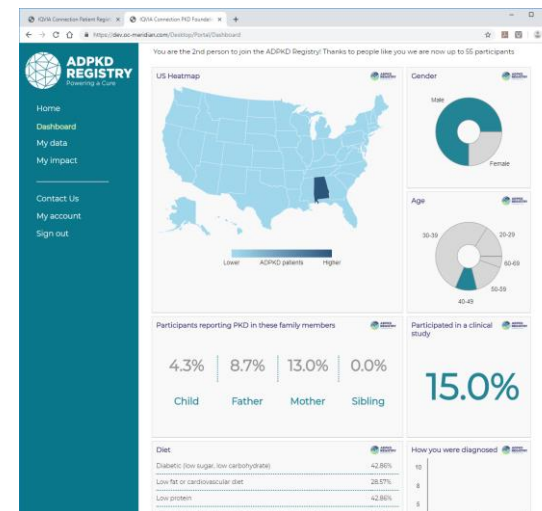 IQVIA Connection Patient Regis
IQVIA Connection PKD Foundati
https://dev.oc-meridian.com/Desktop/Portal/Dashboard
ADPKD
REGISTRY
Powering a Cure
Home
Dashboard
My data
My impact
Contact Us
My account
Sign out
You are the 2nd person to join the ADPKD Registry! Thanks to people like you we are now up to 55 participants
US Heatmap
Lower ADPKD patients Higher
Gender
Male
Female
Age
30-39
20-29
60-69
50-59
40-49
Participants reporting PKD in these family members
4.3% 8.7% 13.0% 0.0%
Child Father Mother Sibling
Participated in a clinical
study
15.0%
Diet
Diabetic (low sugar, low carbohydrate) 42.86%
Low fat or cardiovascular diet 28.57%
Low protein 42.86%
How you were diagnosed
10
8